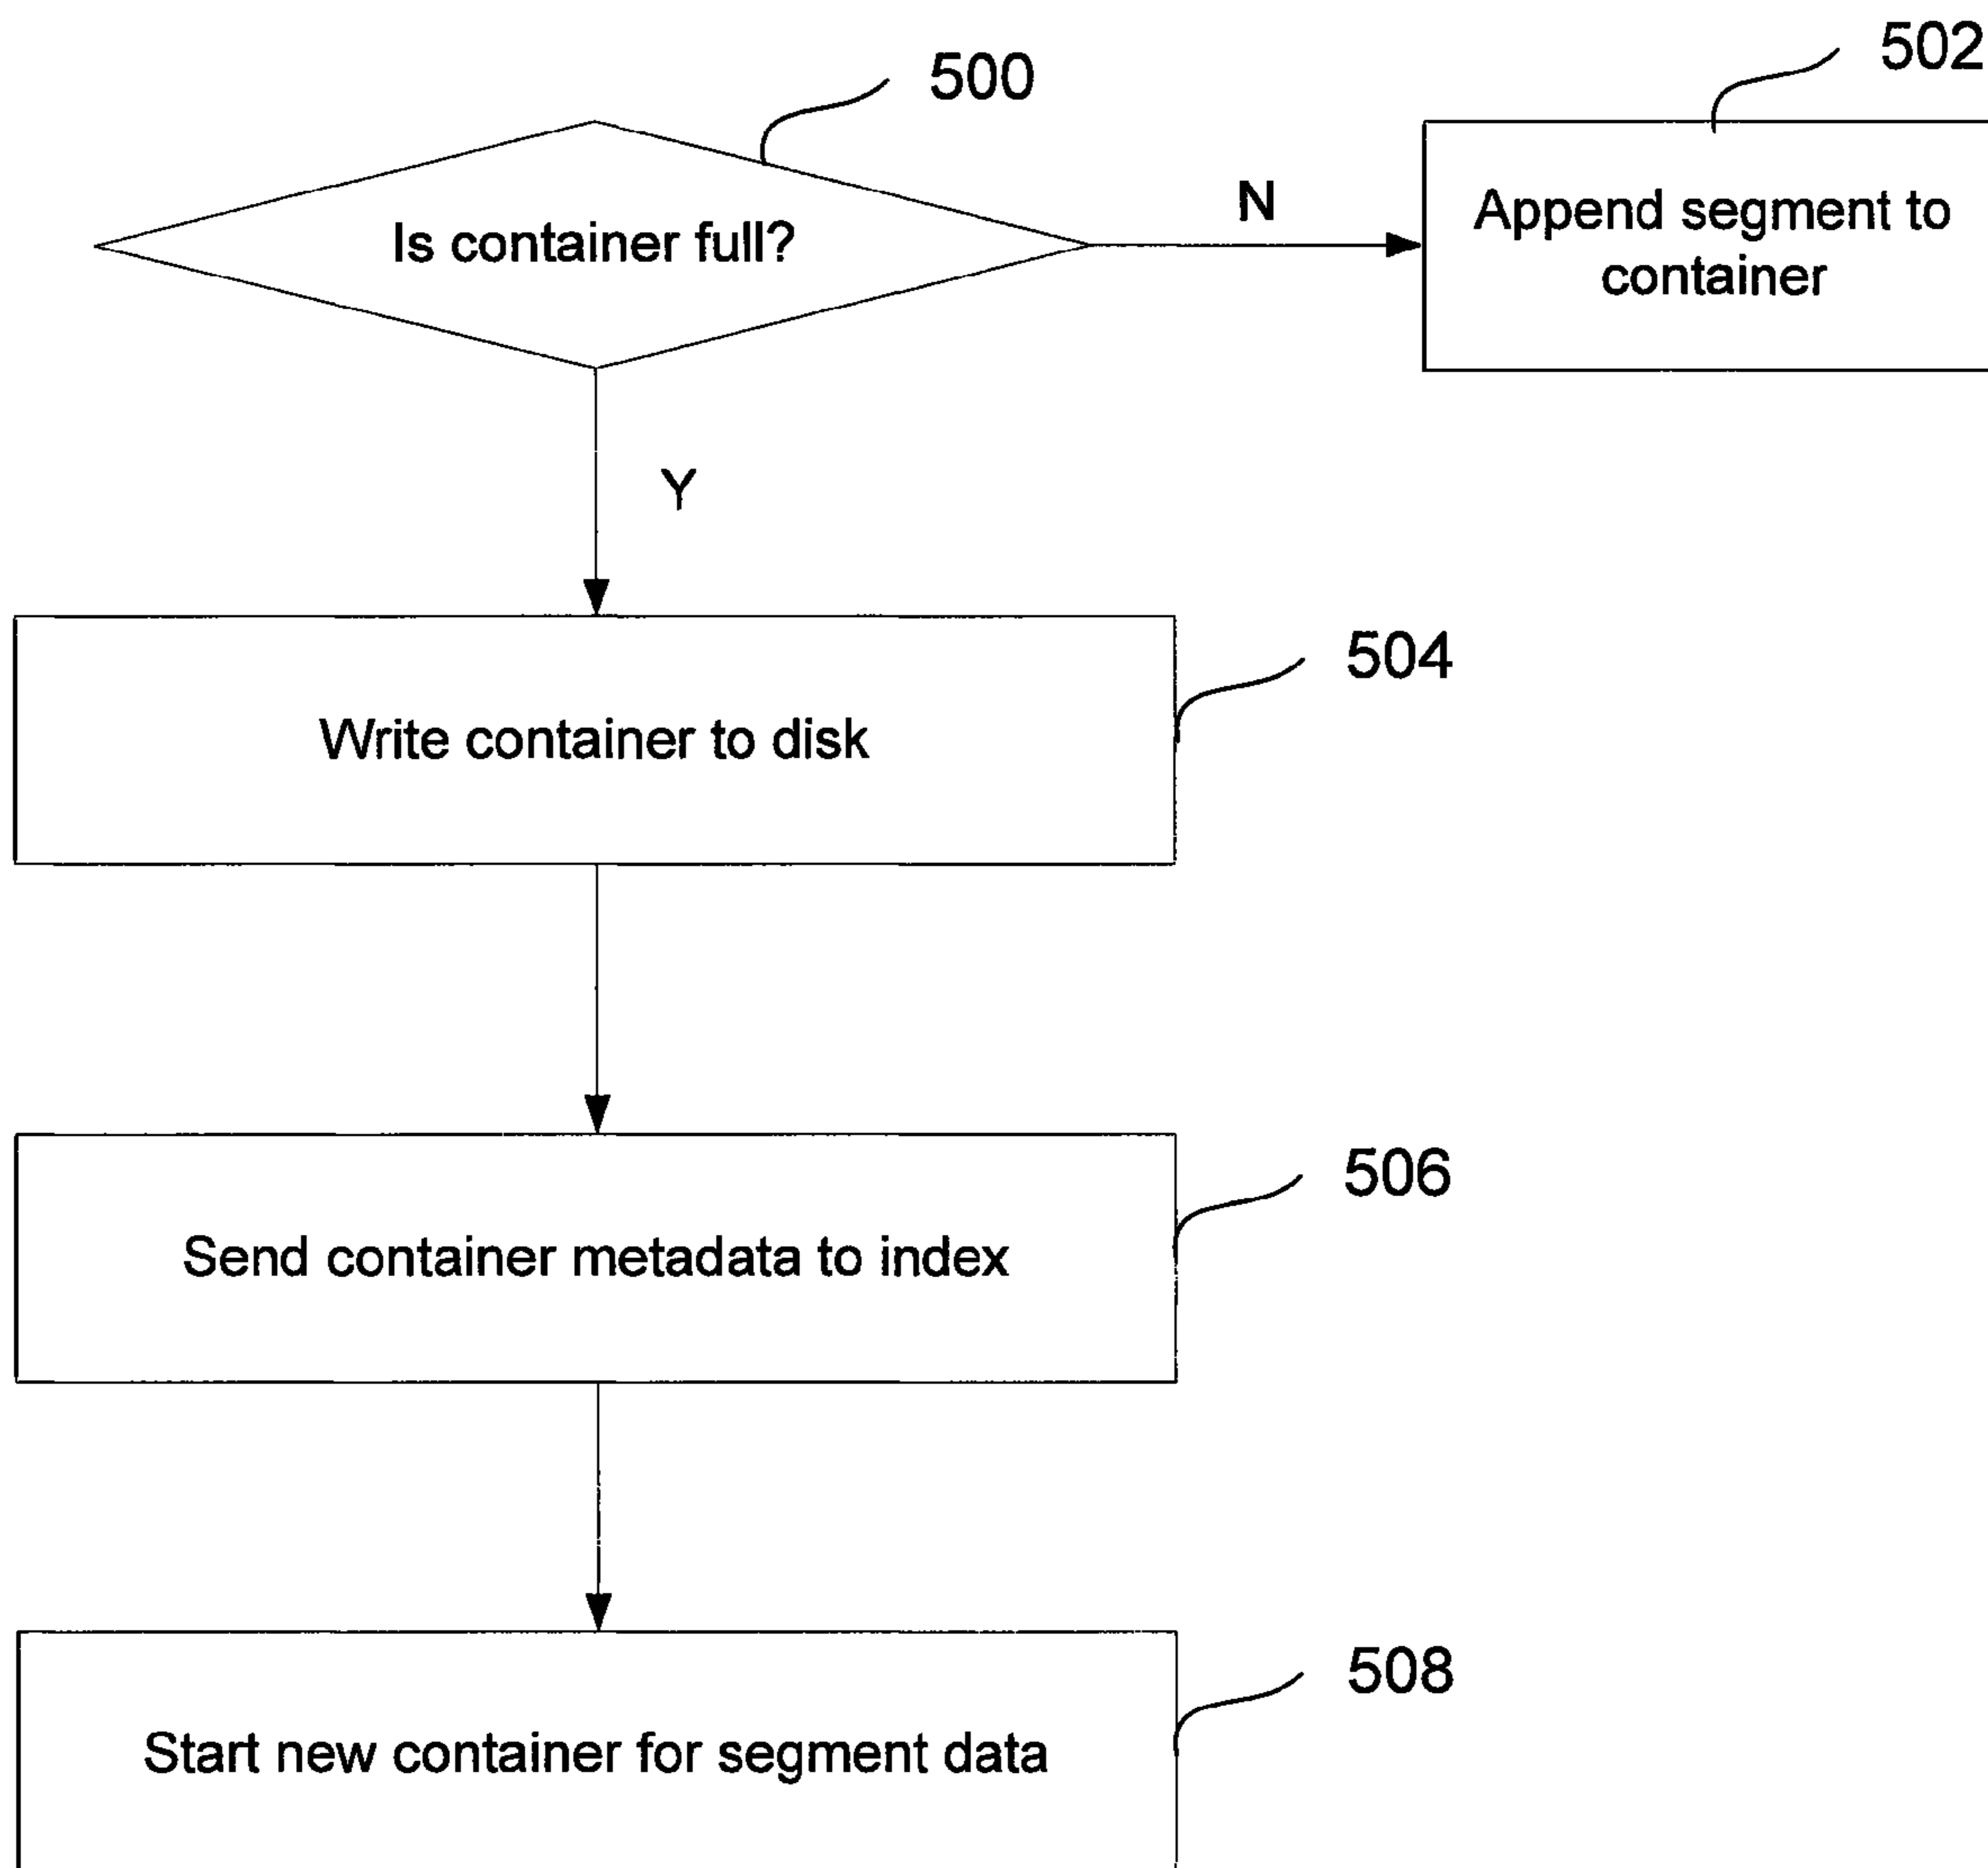 500
502
Is container full?
N
Append segment to
container
Y
504
Write container to disk
506
Send container metadata to index
508
Start new container for segment data